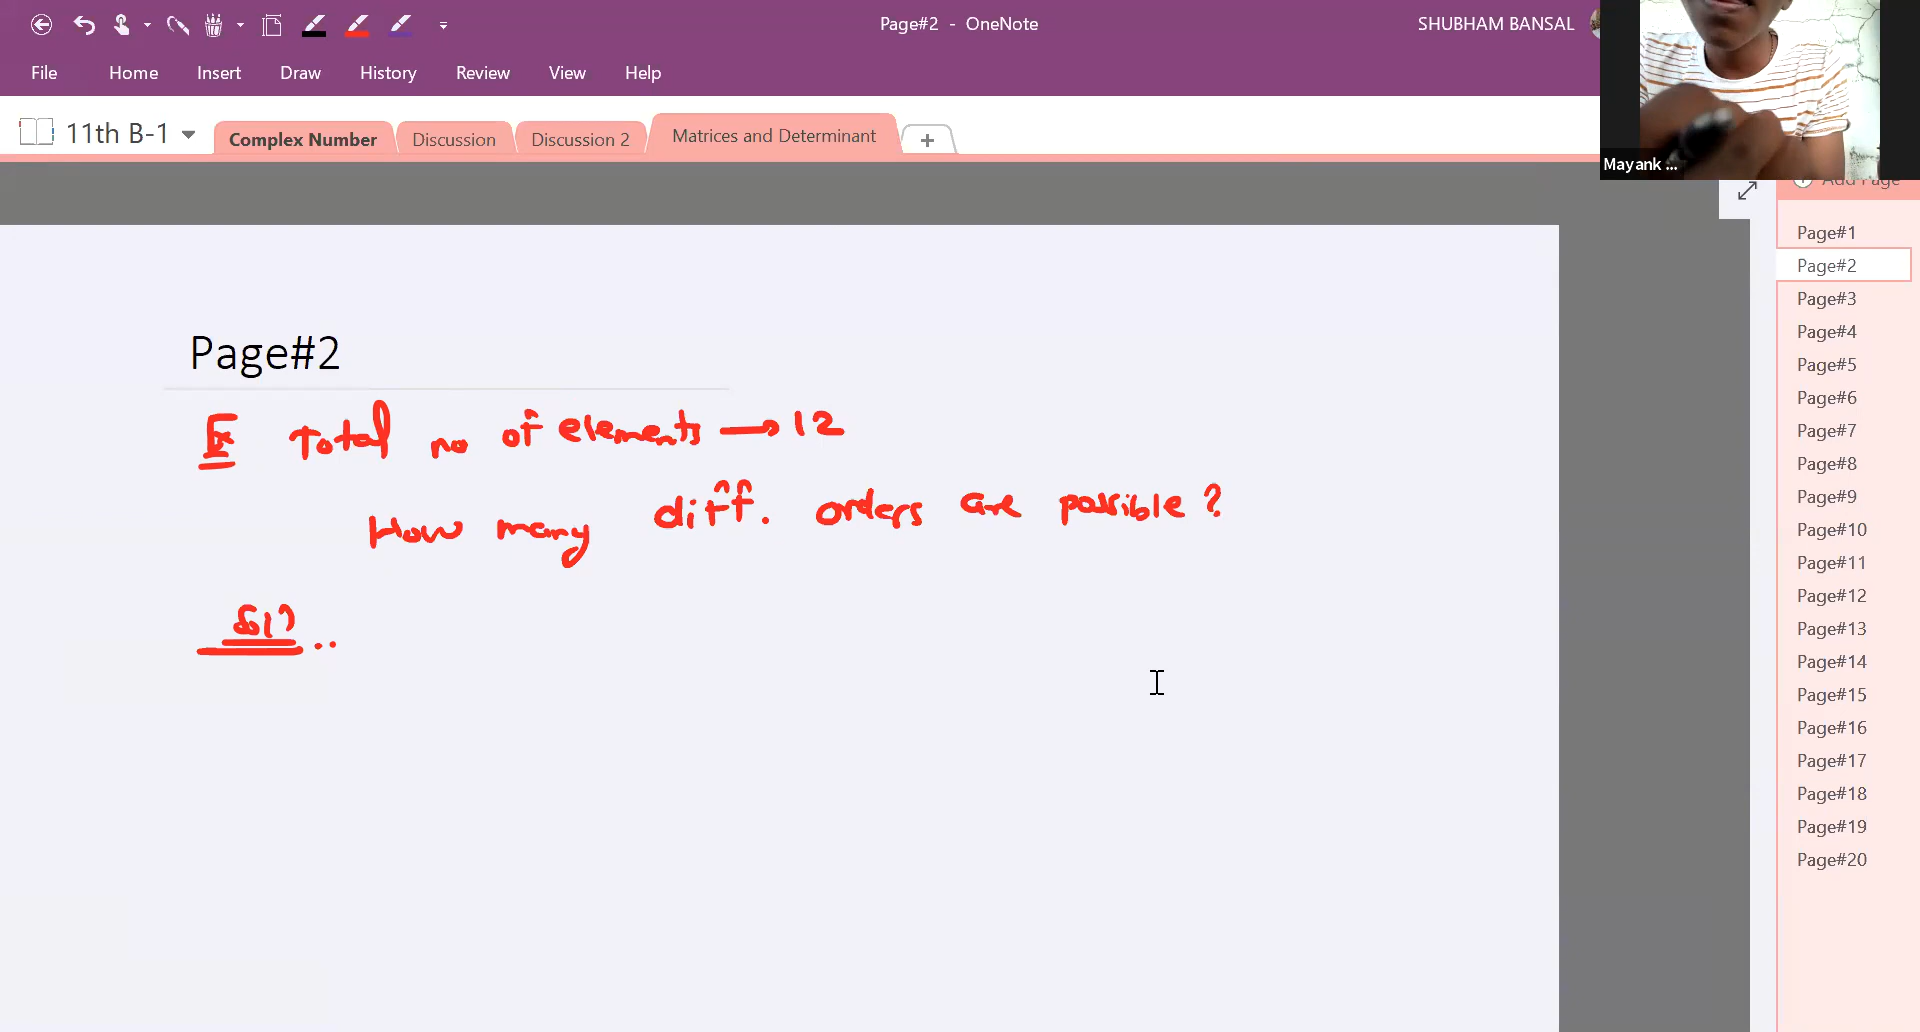 Page#2 - OneNote
SHUBHAM BANSAL
File Home Insert Draw History Review View Help
11th B-1
Complex Number Discussion Discussion 2 Matrices and Determinant +
Mayank ...
Add Page
Page#2
Ex Total no of elements → 12
How many diff. orders are possible?
Sol^n ..
Page#1
Page#2
Page#3
Page#4
Page#5
Page#6
Page#7
Page#8
Page#9
Page#10
Page#11
Page#12
Page#13
Page#14
Page#15
Page#16
Page#17
Page#18
Page#19
Page#20